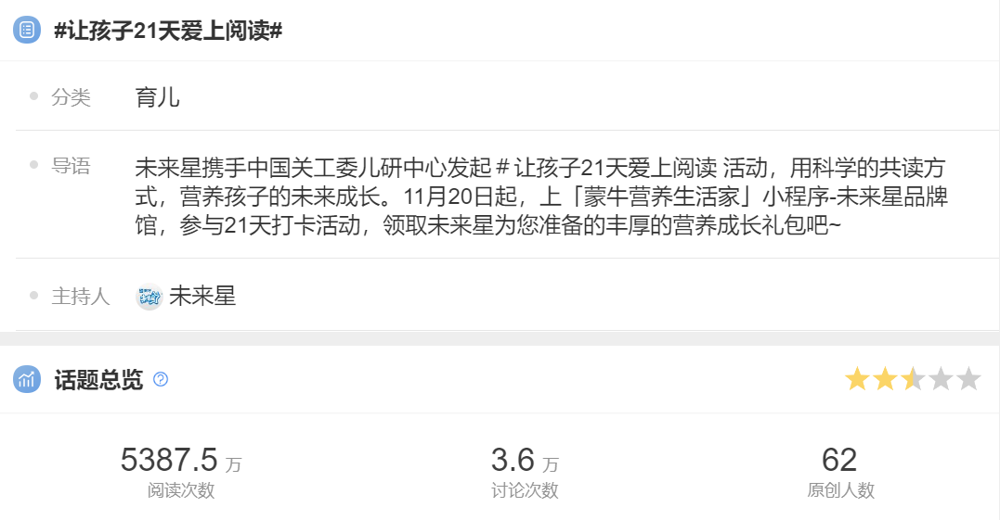 #让孩子21天爱上阅读#
分类 育儿
导语 未来星携手中国关工委儿研中心发起＃让孩子21天爱上阅读 活动，用科学的共读方
式，营养孩子的未来成长。11月20日起，上「蒙牛营养生活家」小程序-未来星品牌
馆，参与21天打卡活动，领取未来星为您准备的丰厚的营养成长礼包吧~
主持人 未来星
话题总览 ?
5387.5 万 3.6 万 62
阅读次数 讨论次数 原创人数